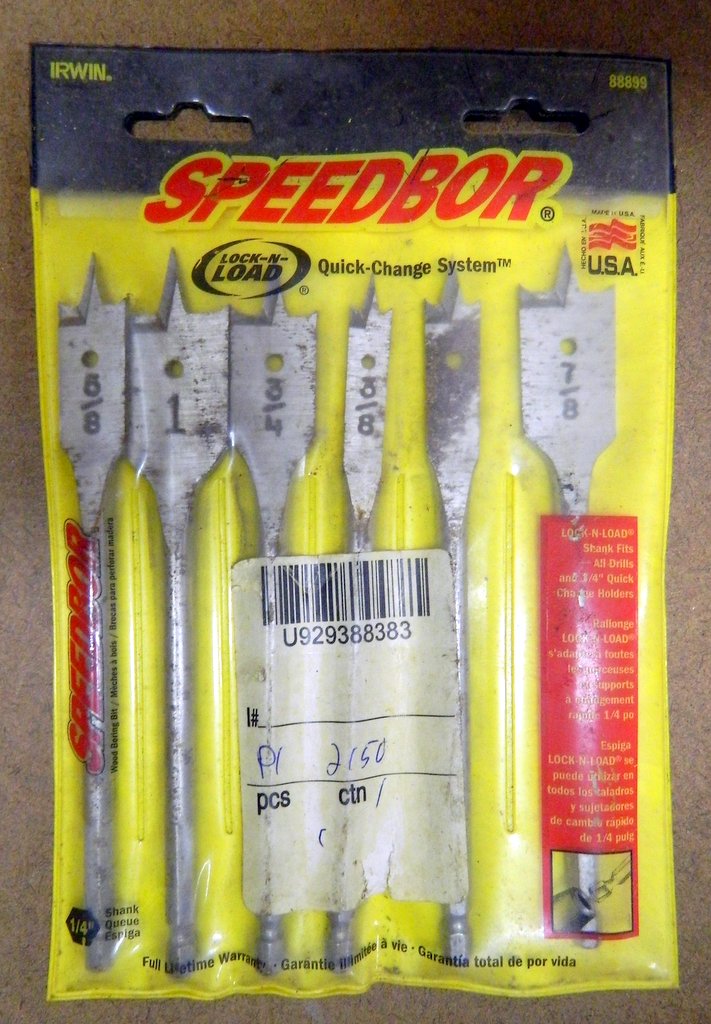 IRWIN®
88899
SPEEDBOR®
LOCK-N-LOAD®
Quick-Change System™
MADE IN U.S.A.
HECHO EN E.U.A.
FABRIQUÉ AUX É.-U.
U.S.A.
1
3/4
3/8
7/8
SPEEDBOR
Wood Boring Bit / Mèches à bois / Brocas para perforar madera
LOCK-N-LOAD®
Shank Fits
All Drills
and 1/4" Quick
Change Holders
Rallonge
LOCK-N-LOAD®
s'adapte à toutes
les perceuses
et supports
à changement
rapide 1/4 po
Espiga
LOCK-N-LOAD® se
puede utilizar en
todos los taladros
y sujetadores
de cambio rápido
de 1/4 pulg
U929388383
I#
P1 2150
pcs ctn
1/4" Shank
Queue
Espiga
Full Lifetime Warranty · Garantie illimitée à vie · Garantía total de por vida